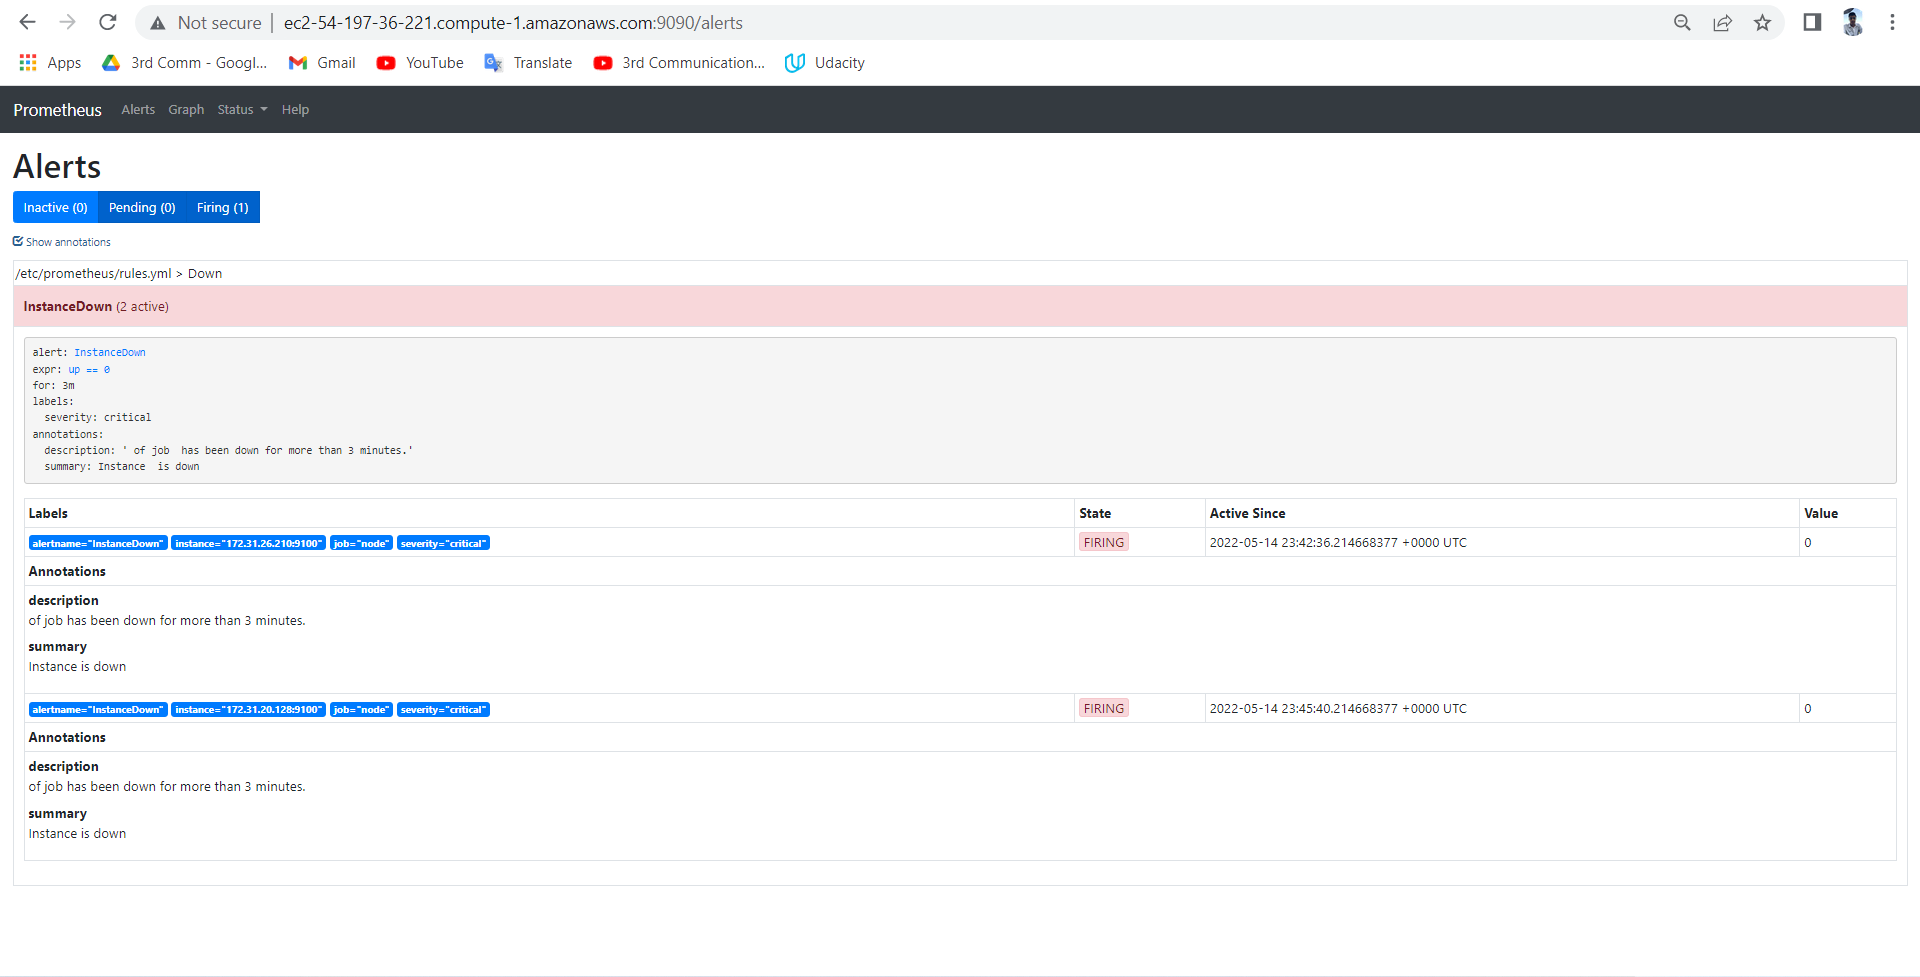 Not secure | ec2-54-197-36-221.compute-1.amazonaws.com:9090/alerts
Apps 3rd Comm - Googl... Gmail YouTube Translate 3rd Communication... Udacity
Prometheus Alerts Graph Status Help
Alerts
Inactive (0) Pending (0) Firing (1)
Show annotations
/etc/prometheus/rules.yml > Down
InstanceDown (2 active)
alert: InstanceDown
expr: up == 0
for: 3m
labels:
severity: critical
annotations:
description: ' of job  has been down for more than 3 minutes.'
summary: Instance  is down
Labels State Active Since Value
alertname="InstanceDown" instance="172.31.26.210:9100" job="node" severity="critical" FIRING 2022-05-14 23:42:36.214668377 +0000 UTC 0
Annotations
description
of job has been down for more than 3 minutes.
summary
Instance is down
alertname="InstanceDown" instance="172.31.20.128:9100" job="node" severity="critical" FIRING 2022-05-14 23:45:40.214668377 +0000 UTC 0
Annotations
description
of job has been down for more than 3 minutes.
summary
Instance is down